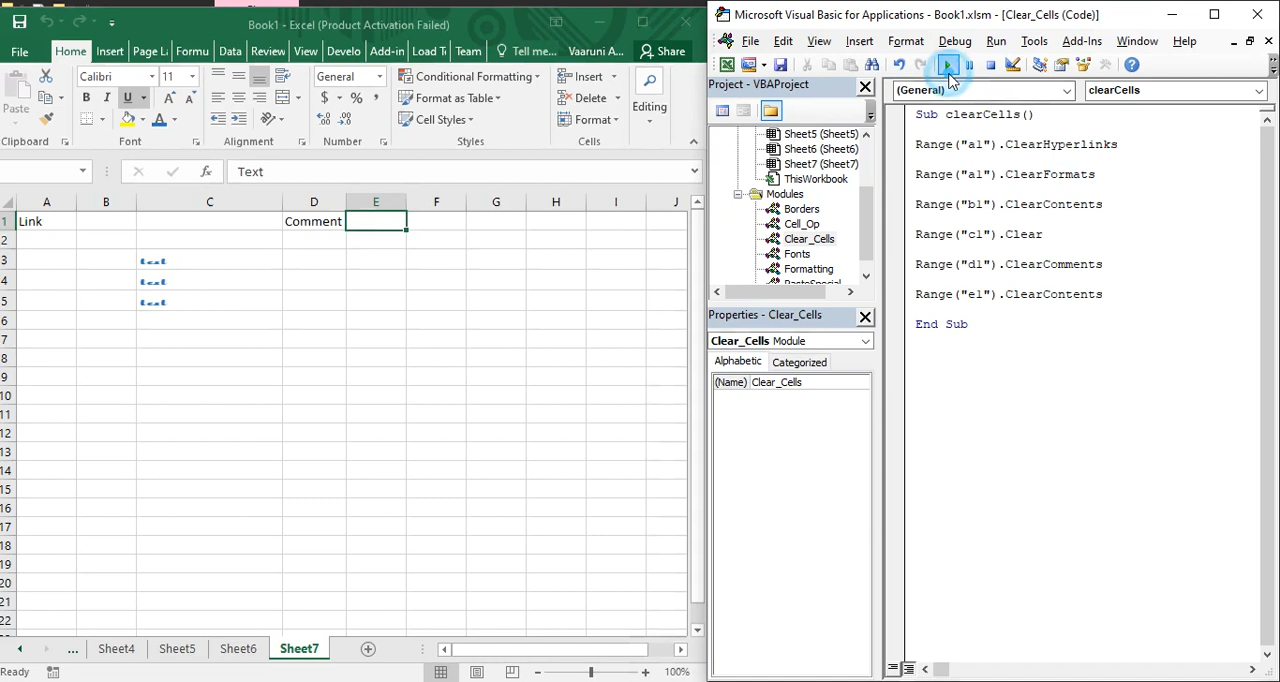 Book1 - Excel (Product Activation Failed)
File
Home
Insert
Page L
Formu
Data
Review
View
Develo
Add-in
Load T
Team
Tell me...
Vaaruni A...
Share
Paste
Clipboard
Calibri
11
B I U
Font
Alignment
General
Number
Conditional Formatting
Format as Table
Cell Styles
Styles
Insert
Delete
Format
Cells
Editing
fx
Text
A B C D E F G H I J
1 Link Comment
2
3
4
5
6
7
8
9
10
11
12
13
14
15
16
17
18
19
20
21
22
... Sheet4 Sheet5 Sheet6 Sheet7
Ready
100%
Microsoft Visual Basic for Applications - Book1.xlsm - [Clear_Cells (Code)]
File Edit View Insert Format Debug Run Tools Add-Ins Window Help
Project - VBAProject
Sheet5 (Sheet5)
Sheet6 (Sheet6)
Sheet7 (Sheet7)
ThisWorkbook
Modules
Borders
Cell_Op
Clear_Cells
Fonts
Formatting
PasteSpecial
Properties - Clear_Cells
Clear_Cells Module
Alphabetic Categorized
(Name) Clear_Cells
(General)
clearCells
Sub clearCells()
Range("a1").ClearHyperlinks
Range("a1").ClearFormats
Range("b1").ClearContents
Range("c1").Clear
Range("d1").ClearComments
Range("e1").ClearContents
End Sub